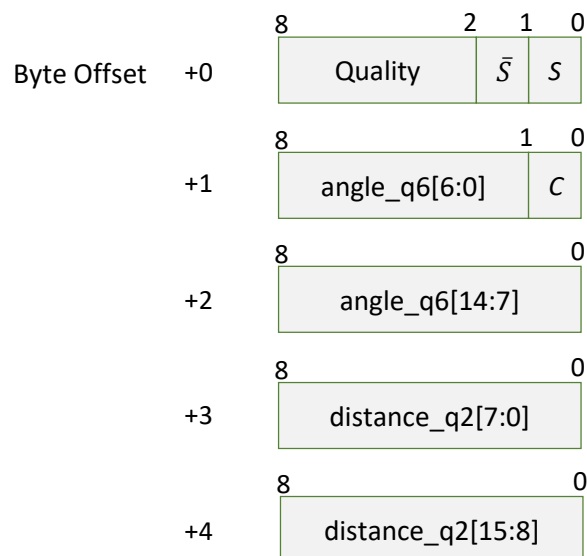 8 2 1 0
Byte Offset +0 Quality S̄ S
8 1 0
+1 angle_q6[6:0] C
8 0
+2 angle_q6[14:7]
8 0
+3 distance_q2[7:0]
8 0
+4 distance_q2[15:8]